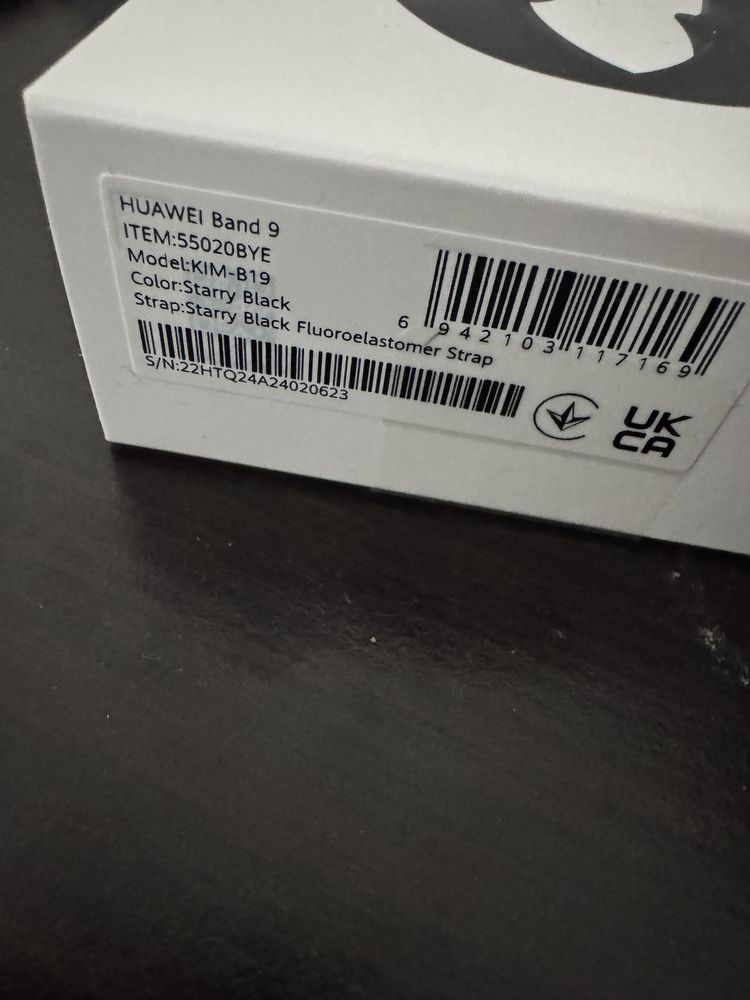 HUAWEI Band 9
ITEM:55020BYE
Model:KIM-B19
Color:Starry Black
Strap:Starry Black Fluoroelastomer Strap
S/N:22HTQ24A24020623
6 942103 117169
UK
CA